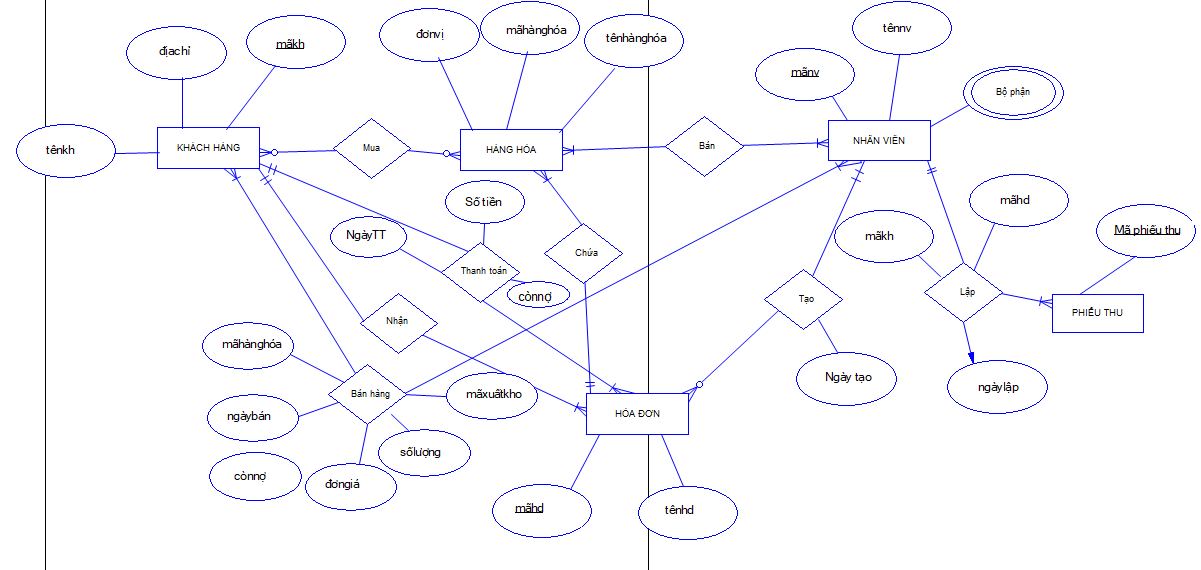 tênnv
mãhànghóa
đơnvị
tênhànghóa
mãkh
địachỉ
mãnv
Bộ phận
KHÁCH HÀNG
Mua
HÀNG HÓA
Bán
NHÂN VIÊN
tênkh
Số tiền
mãhd
NgàyTT
mãkh
Mã phiếu thu
Chứa
Thanh toán
cònnợ
Tạo
Lập
PHIẾU THU
Nhận
mãhànghóa
Ngày tạo
ngàylập
Bán hàng
mãxuấtkho
ngàybán
HÓA ĐƠN
sốlượng
cònnợ
đơngiá
mãhd
tênhd